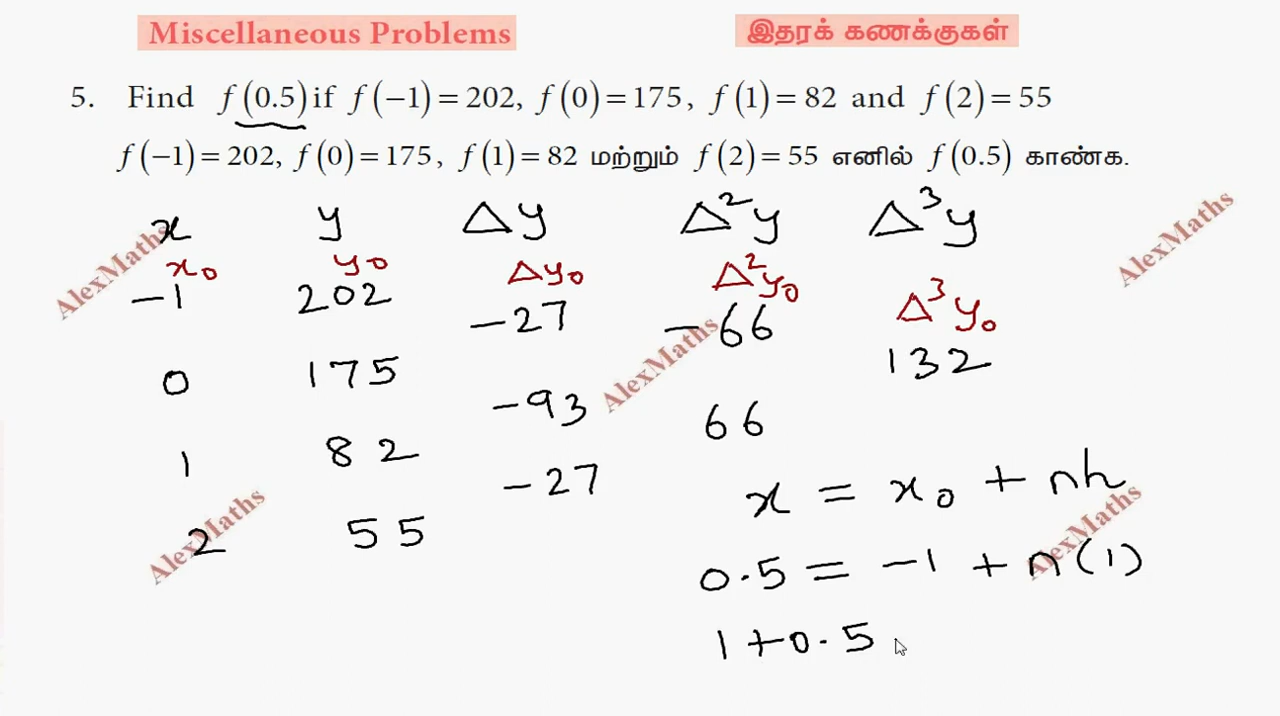 Miscellaneous Problems இதரக் கணக்குகள்
5. Find f(0.5) if f(−1) = 202, f(0) = 175, f(1) = 82 and f(2) = 55
f(−1) = 202, f(0) = 175, f(1) = 82 மற்றும் f(2) = 55 எனில் f(0.5) காண்க.
x y Δy Δ²y Δ³y
x₀ y₀ Δy₀ Δ²y₀ Δ³y₀
−1 202 −27 −66 132
0 175 −93 66
1 82 −27
2 55
x = x₀ + nh
0.5 = −1 + n(1)
1+0.5
AlexMaths
AlexMaths
AlexMaths
AlexMaths
AlexMaths